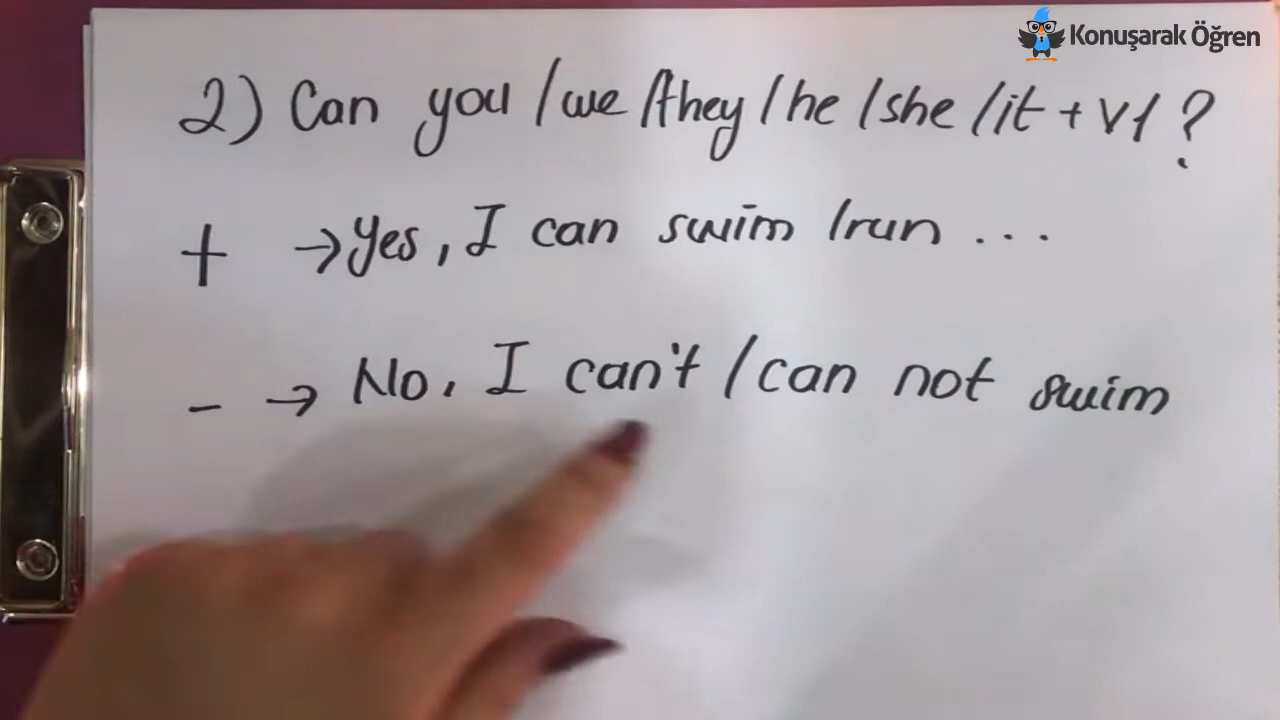 Konuşarak Öğren
2) Can you /we /they /he /she /it + V1 ?
+ → Yes, I can swim /run ...
- → No, I can't /can not swim